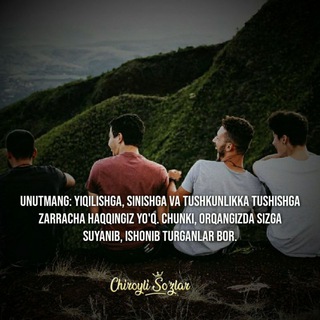 UNUTMANG: YIQILISHGA, SINISHGA VA TUSHKUNLIKKA TUSHISHGA
ZARRACHA HAQQINGIZ YO'Q. CHUNKI, ORQANGIZDA SIZGA
SUYANIB, ISHONIB TURGANLAR BOR.
Chiroyli So'zlar